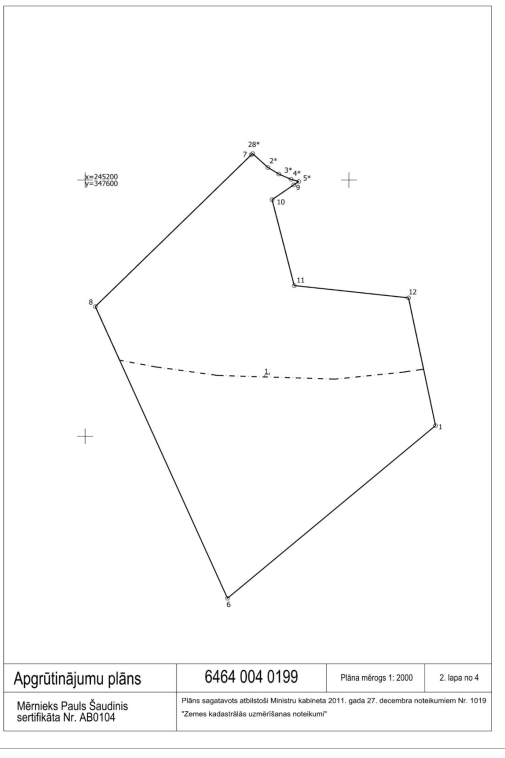 28*
7
2*
3*
4*
5*
9
x=245200
y=347600
10
11
12
8
1.
1
6
Apgrūtinājumu plāns
6464 004 0199
Plāna mērogs 1: 2000
2. lapa no 4
Mērnieks Pauls Šaudinis
sertifikāta Nr. AB0104
Plāns sagatavots atbilstoši Ministru kabineta 2011. gada 27. decembra noteikumiem Nr. 1019
"Zemes kadastrālās uzmērīšanas noteikumi"